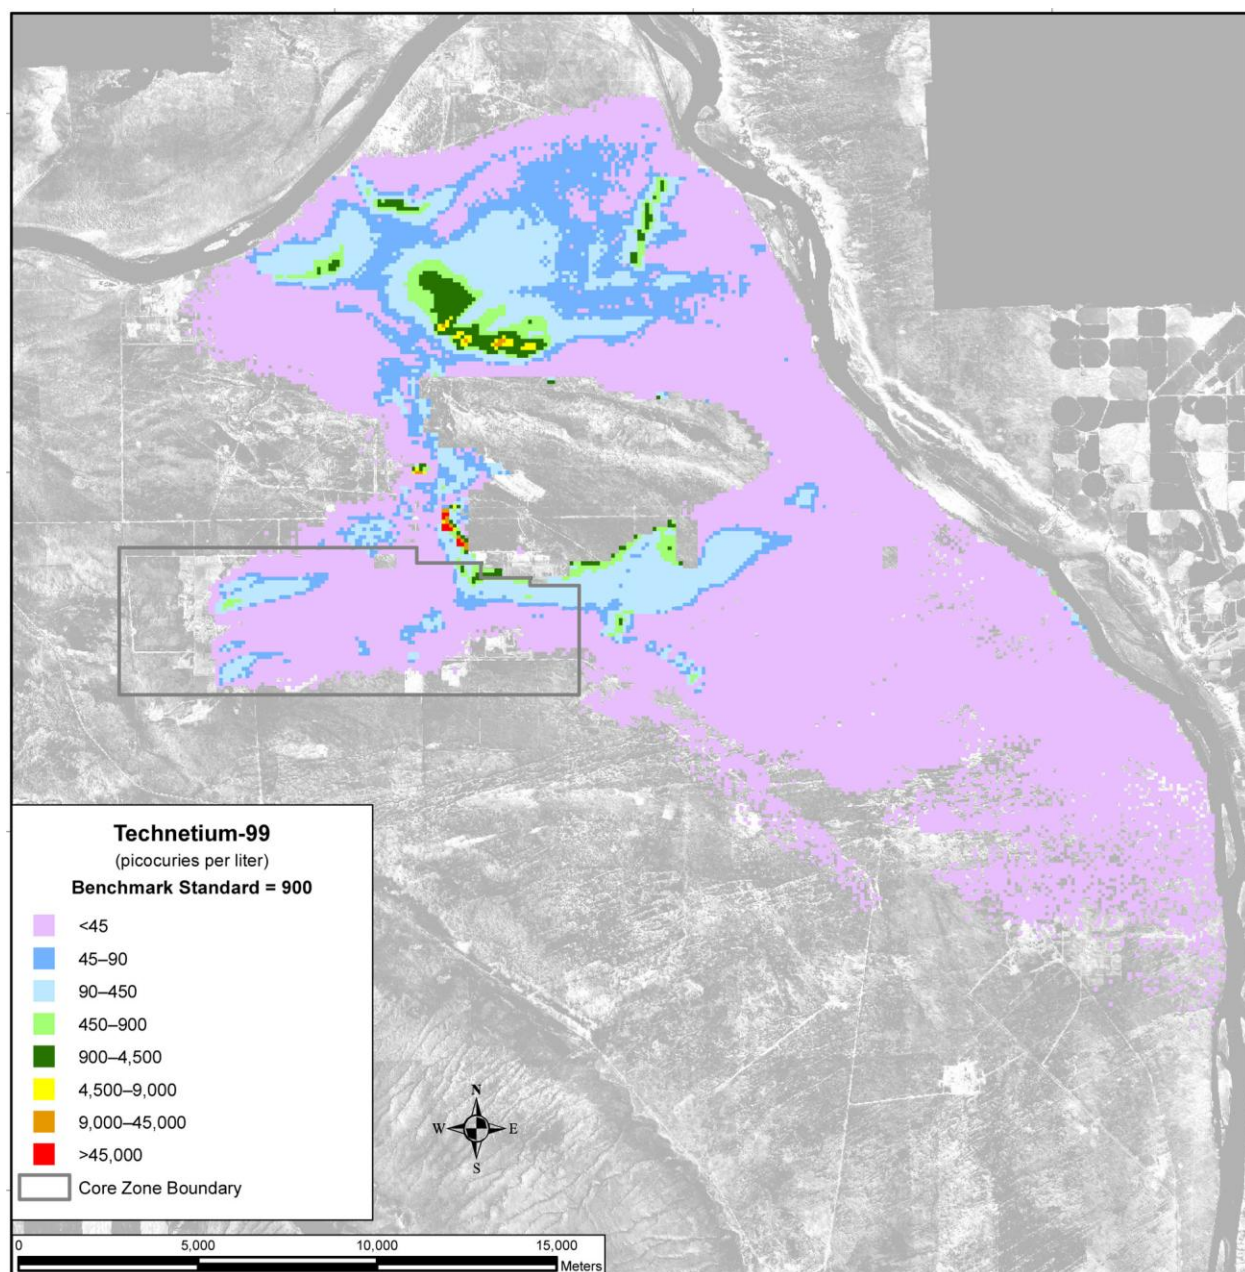 Technetium-99
(picocuries per liter)
Benchmark Standard = 900
<45
45–90
90–450
450–900
900–4,500
4,500–9,000
9,000–45,000
>45,000
Core Zone Boundary
N
W E
S
0 5,000 10,000 15,000
Meters